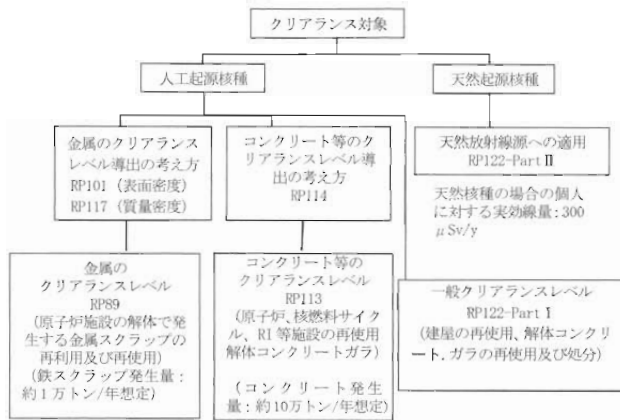 クリアランス対象
人工起源核種
天然起源核種
金属のクリアランス
レベル導出の考え方
RP101（表面密度）
RP117（質量密度）
コンクリート等のク
リアランスレベル導
出の考え方
RP114
天然放射線源への適用
RP122-PartⅡ
天然核種の場合の個人
に対する実効線量：300
μSv/y
金属の
クリアランスレベル
RP89
(原子炉施設の解体で発
生する金属スクラップの
再利用及び再使用)
(鉄スクラップ発生量：
約1万トン/年想定)
コンクリート等の
クリアランスレベル
RP113
(原子炉、核燃料サイク
ル、RI等施設の再使用
解体コンクリートガラ)
(コンクリート発生
量：約10万トン/年想定)
一般クリアランスレベル
RP122-PartⅠ
(建屋の再使用、解体コンクリ
ート.ガラの再使用及び処分)